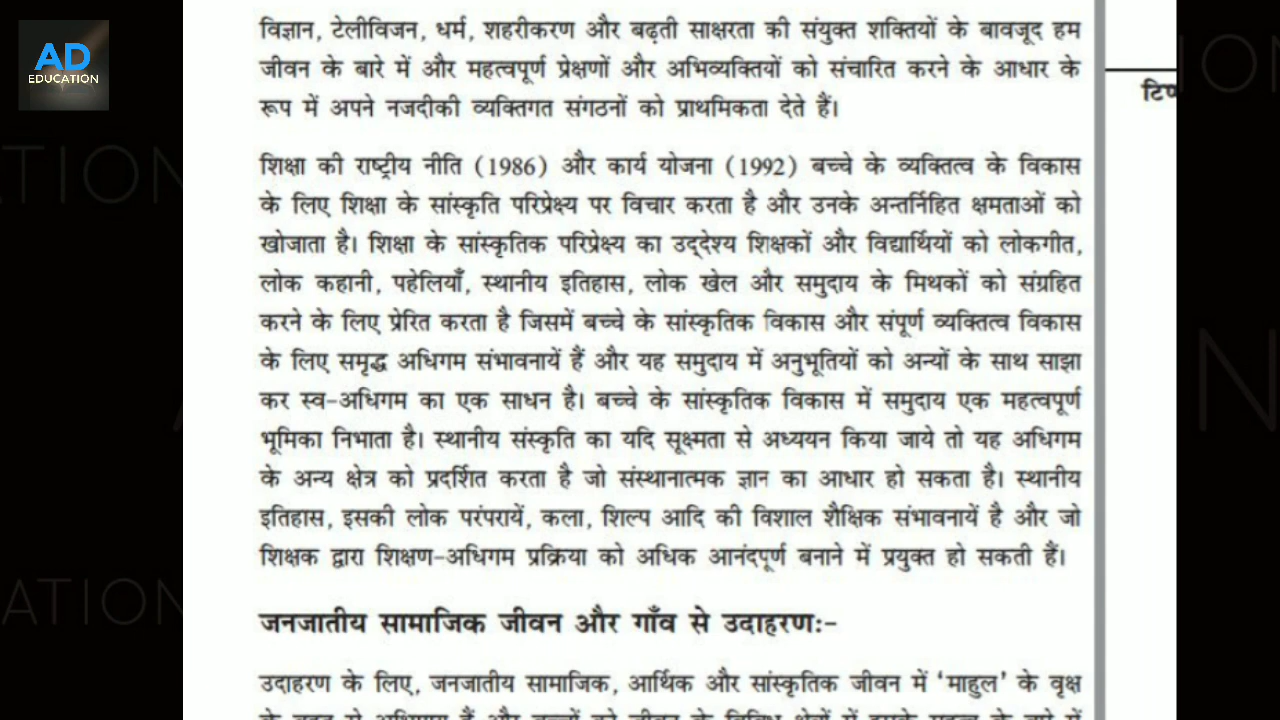 AD
EDUCATION
विज्ञान, टेलीविजन, धर्म, शहरीकरण और बढ़ती साक्षरता की संयुक्त शक्तियों के बावजूद हम
जीवन के बारे में और महत्वपूर्ण प्रेक्षणों और अभिव्यक्तियों को संचारित करने के आधार के
रूप में अपने नजदीकी व्यक्तिगत संगठनों को प्राथमिकता देते हैं।
शिक्षा की राष्ट्रीय नीति (1986) और कार्य योजना (1992) बच्चे के व्यक्तित्व के विकास
के लिए शिक्षा के सांस्कृति परिप्रेक्ष्य पर विचार करता है और उनके अन्तर्निहित क्षमताओं को
खोजाता है। शिक्षा के सांस्कृतिक परिप्रेक्ष्य का उद्देश्य शिक्षकों और विद्यार्थियों को लोकगीत,
लोक कहानी, पहेलियाँ, स्थानीय इतिहास, लोक खेल और समुदाय के मिथकों को संग्रहित
करने के लिए प्रेरित करता है जिसमें बच्चे के सांस्कृतिक विकास और संपूर्ण व्यक्तित्व विकास
के लिए समृद्ध अधिगम संभावनायें हैं और यह समुदाय में अनुभूतियों को अन्यों के साथ साझा
कर स्व-अधिगम का एक साधन है। बच्चे के सांस्कृतिक विकास में समुदाय एक महत्वपूर्ण
भूमिका निभाता है। स्थानीय संस्कृति का यदि सूक्ष्मता से अध्ययन किया जाये तो यह अधिगम
के अन्य क्षेत्र को प्रदर्शित करता है जो संस्थानात्मक ज्ञान का आधार हो सकता है। स्थानीय
इतिहास, इसकी लोक परंपरायें, कला, शिल्प आदि की विशाल शैक्षिक संभावनायें है और जो
शिक्षक द्वारा शिक्षण-अधिगम प्रक्रिया को अधिक आनंदपूर्ण बनाने में प्रयुक्त हो सकती हैं।
जनजातीय सामाजिक जीवन और गाँव से उदाहरण:-
उदाहरण के लिए, जनजातीय सामाजिक, आर्थिक और सांस्कृतिक जीवन में 'माहुल' के वृक्ष